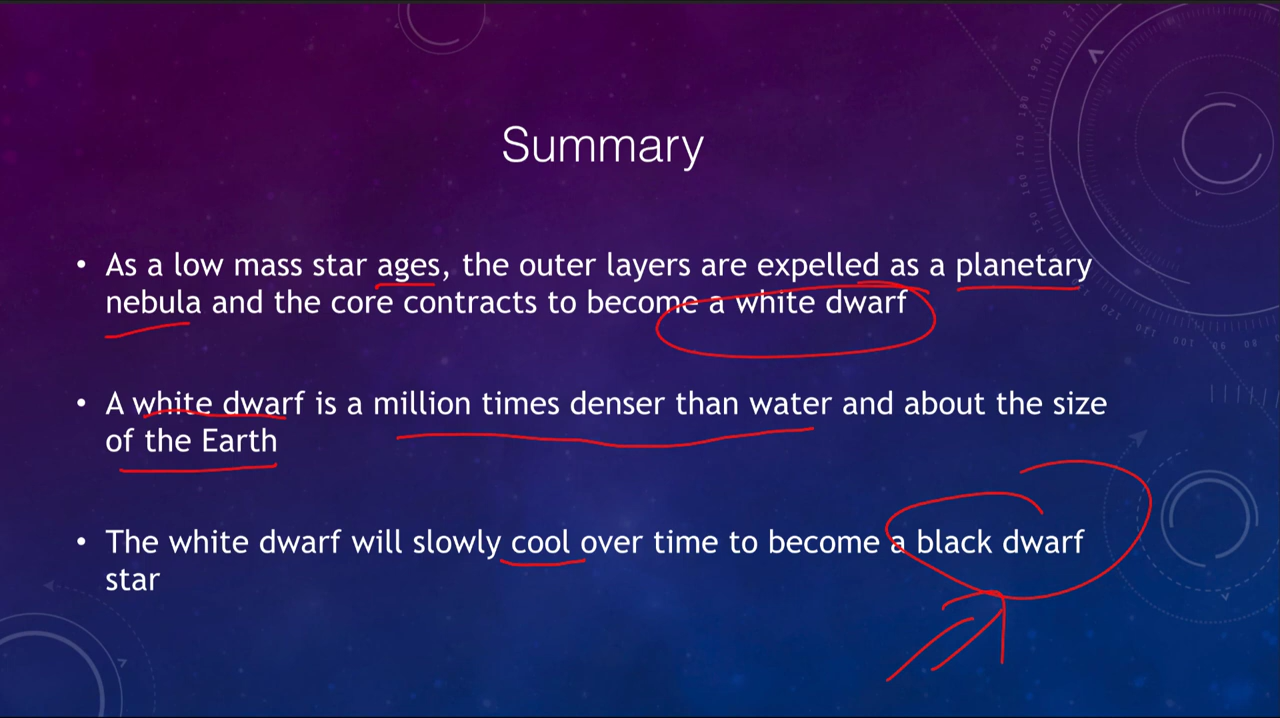 Summary
• As a low mass star ages, the outer layers are expelled as a planetary
nebula and the core contracts to become a white dwarf
• A white dwarf is a million times denser than water and about the size
of the Earth
• The white dwarf will slowly cool over time to become a black dwarf
star